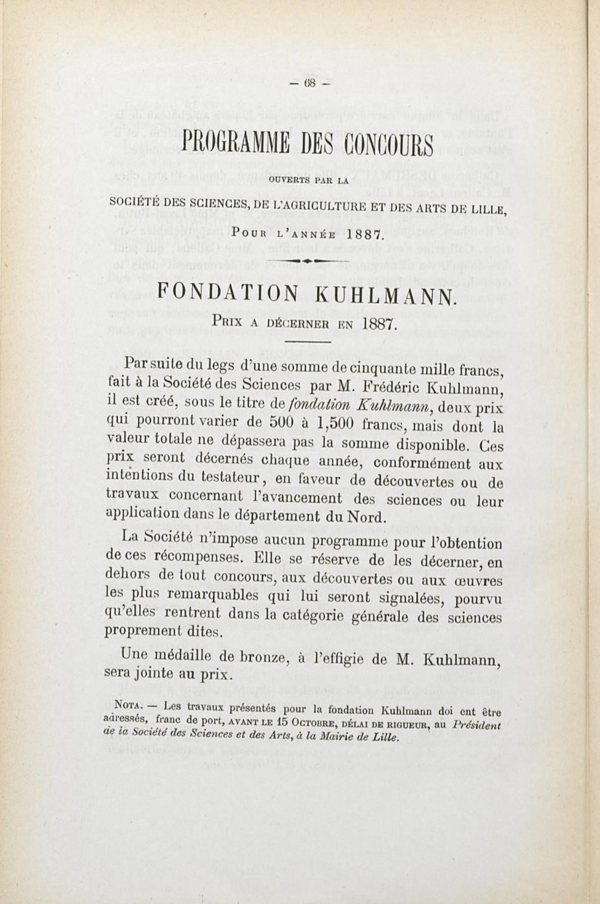 — 68 —
PROGRAMME DES CONCOURS
OUVERTS PAR LA
SOCIÉTÉ DES SCIENCES, DE L'AGRICULTURE ET DES ARTS DE LILLE,
POUR L'ANNÉE 1887.
FONDATION KUHLMANN.
PRIX A DÉCERNER EN 1887.
Par suite du legs d'une somme de cinquante mille francs,
fait à la Société des Sciences par M. Frédéric Kuhlmann,
il est créé, sous le titre de fondation Kuhlmann, deux prix
qui pourront varier de 500 à 1,500 francs, mais dont la
valeur totale ne dépassera pas la somme disponible. Ces
prix seront décernés chaque année, conformément aux
intentions du testateur, en faveur de découvertes ou de
travaux concernant l'avancement des sciences ou leur
application dans le département du Nord.
La Société n'impose aucun programme pour l'obtention
de ces récompenses. Elle se réserve de les décerner, en
dehors de tout concours, aux découvertes ou aux œuvres
les plus remarquables qui lui seront signalées, pourvu
qu'elles rentrent dans la catégorie générale des sciences
proprement dites.
Une médaille de bronze, à l'effigie de M. Kuhlmann,
sera jointe au prix.
NOTA. — Les travaux présentés pour la fondation Kuhlmann doi ent être
adressés, franc de port, AVANT LE 15 OCTOBRE, DÉLAI DE RIGUEUR, au Président
de la Société des Sciences et des Arts, à la Mairie de Lille.